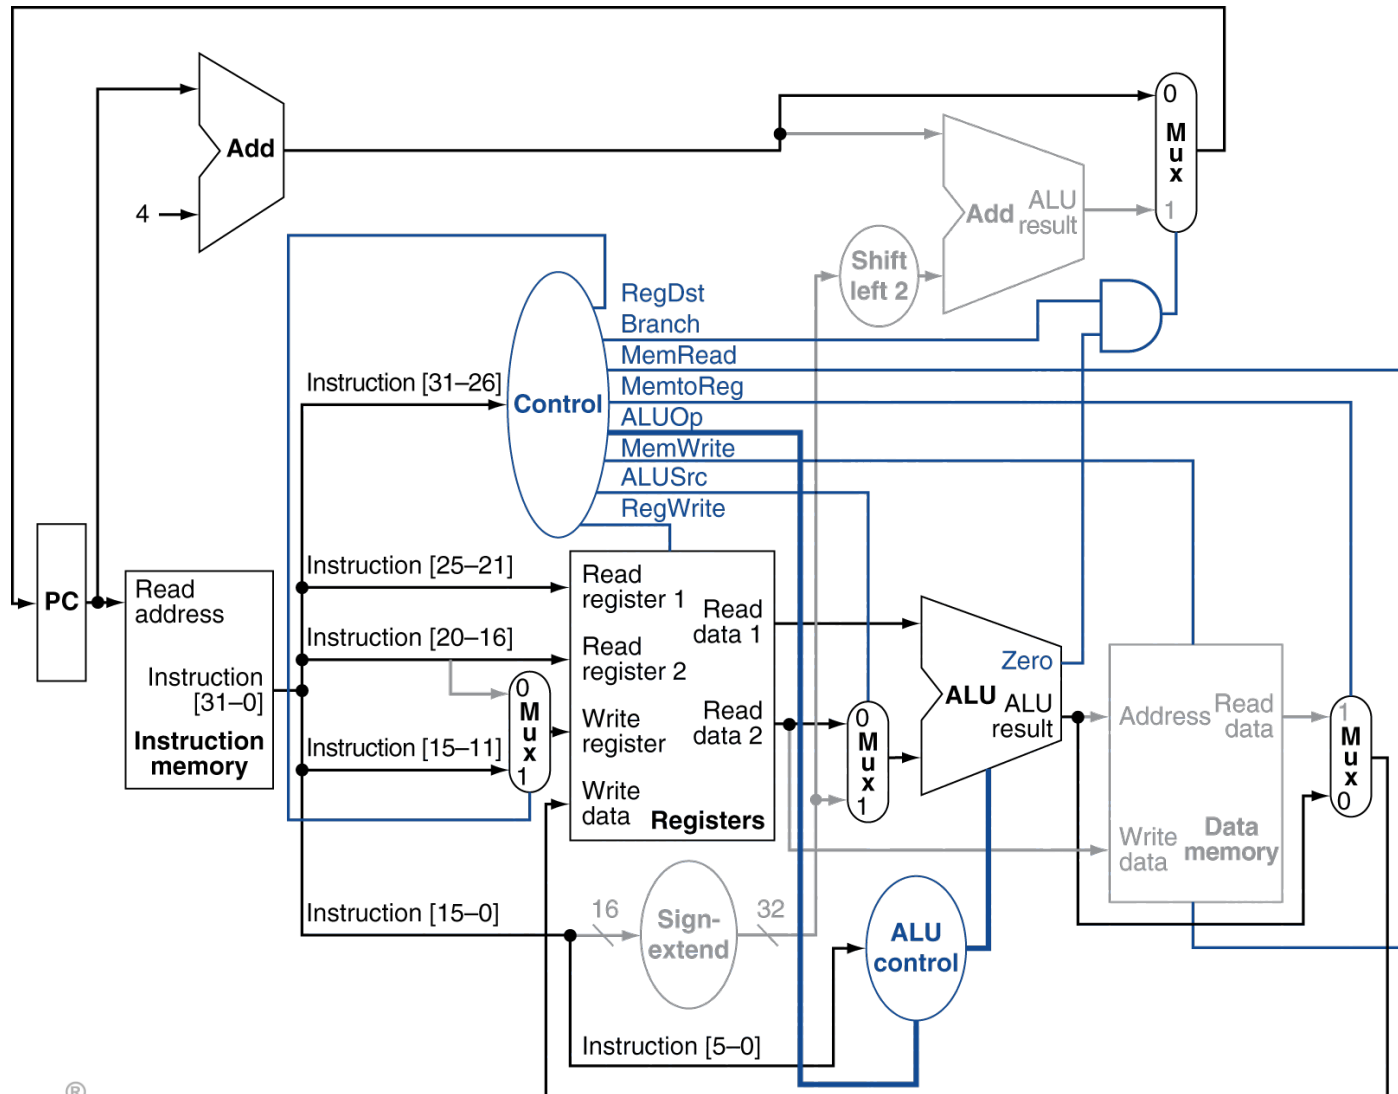 0
M
u
x
1
Add
4
Add
ALU
result
Shift
left 2
RegDst
Branch
MemRead
MemtoReg
ALUOp
MemWrite
ALUSrc
RegWrite
Instruction [31–26]
Control
Instruction [25–21]
Instruction [20–16]
Instruction [15–11]
Instruction [15–0]
Instruction [5–0]
PC
Read
address
Instruction
[31–0]
Instruction
memory
0
M
u
x
1
Read
register 1
Read
register 2
Write
register
Write
data
Read
data 1
Read
data 2
Registers
0
M
u
x
1
Zero
ALU
ALU
result
Address
Read
data
Write
data
Data
memory
1
M
u
x
0
16
Sign-
extend
32
ALU
control
®